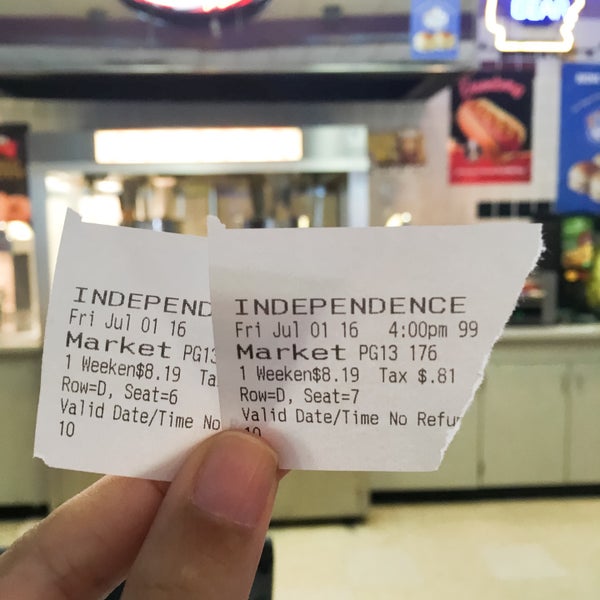 INDEPEND
Fri Jul 01 16
Market PG13
1 Weeken$8.19 Ta
Row=D, Seat=6
Valid Date/Time No
10
INDEPENDENCE
Fri Jul 01 16 4:00pm 99
Market PG13 176
1 Weeken$8.19 Tax $.81
Row=D, Seat=7
Valid Date/Time No Refu
10